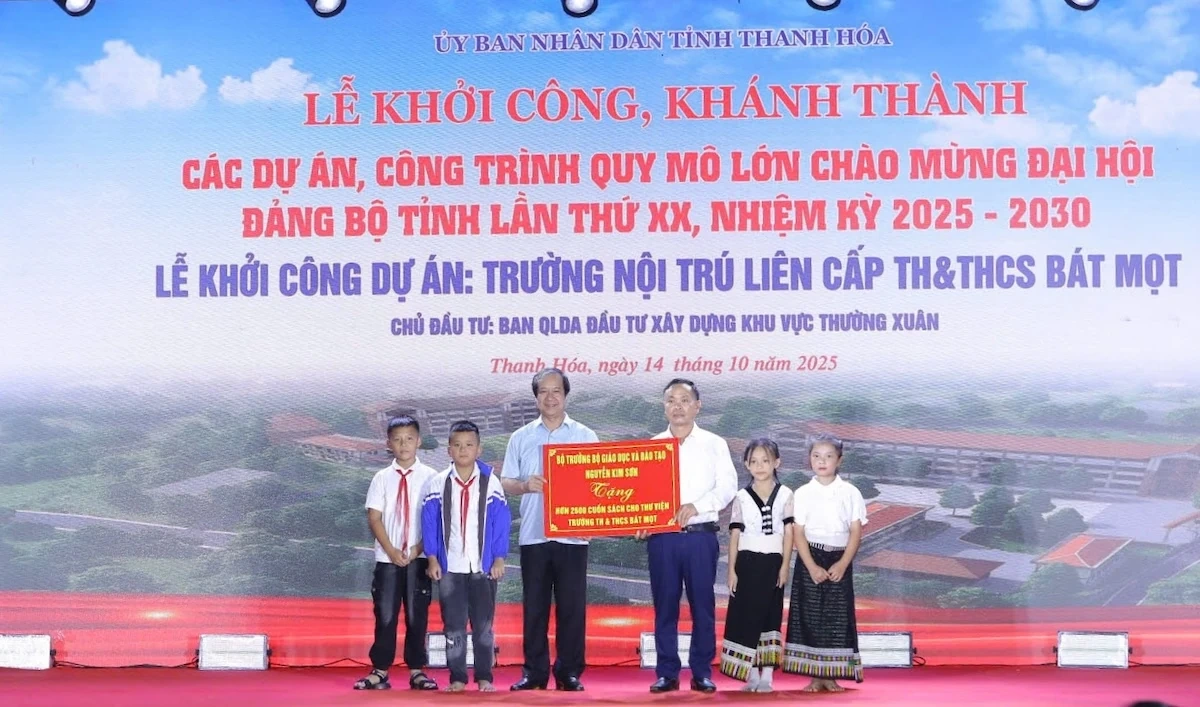 ỦY BAN NHÂN DÂN TỈNH THANH HÓA
LỄ KHỞI CÔNG, KHÁNH THÀNH
CÁC DỰ ÁN, CÔNG TRÌNH QUY MÔ LỚN CHÀO MỪNG ĐẠI HỘI
ĐẢNG BỘ TỈNH LẦN THỨ XX, NHIỆM KỲ 2025 - 2030
LỄ KHỞI CÔNG DỰ ÁN: TRƯỜNG NỘI TRÚ LIÊN CẤP TH&THCS BÁT MỌT
CHỦ ĐẦU TƯ: BAN QLDA ĐẦU TƯ XÂY DỰNG KHU VỰC THƯỜNG XUÂN
Thanh Hóa, ngày 14 tháng 10 năm 2025
BỘ TRƯỞNG BỘ GIÁO DỤC VÀ ĐÀO TẠO
NGUYỄN KIM SƠN
Tặng
HƠN 2600 CUỐN SÁCH CHO THƯ VIỆN
TRƯỜNG TH & THCS BÁT MỌT